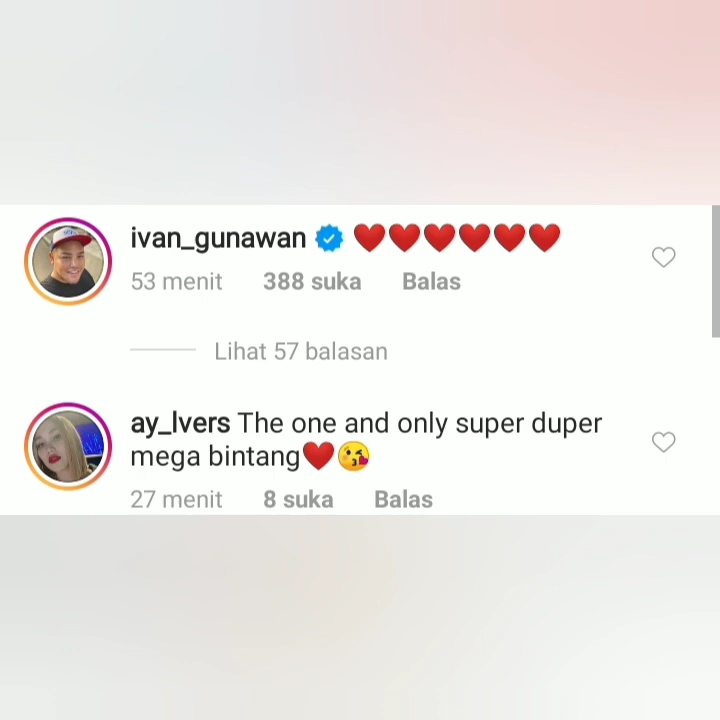 ivan_gunawan ❤️❤️❤️❤️❤️❤️
53 menit 388 suka Balas
Lihat 57 balasan
ay_lvers The one and only super duper
mega bintang❤️😘
27 menit 8 suka Balas